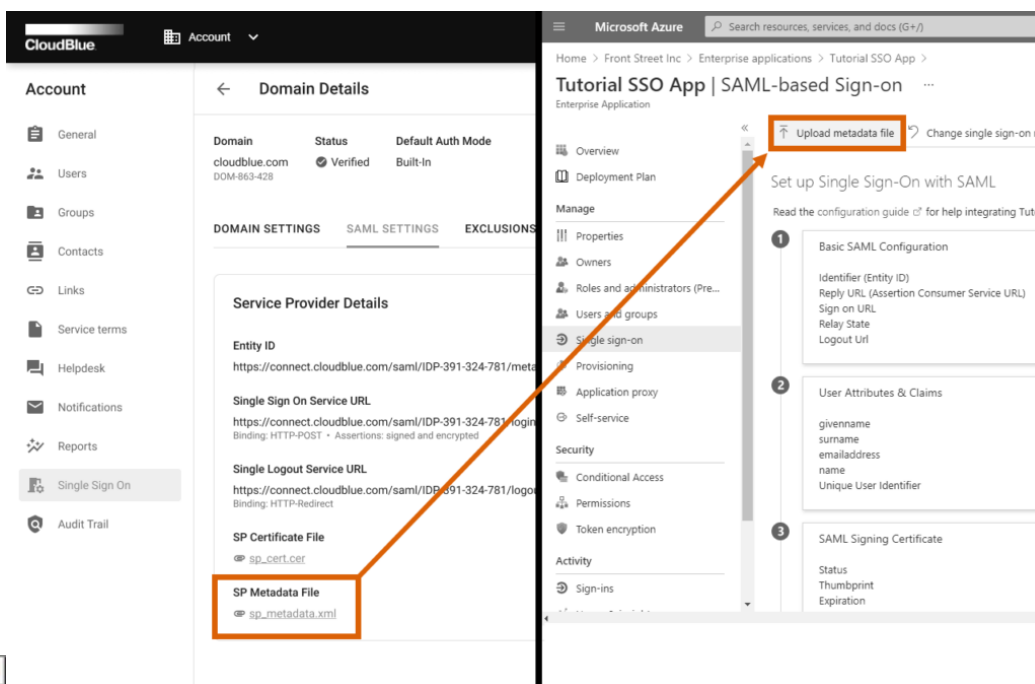 CloudBlue
Account
Account
General
Users
Groups
Contacts
Links
Service terms
Helpdesk
Notifications
Reports
Single Sign On
Audit Trail
Domain Details
Domain Status Default Auth Mode
cloudblue.com Verified Built-In
DOM-863-428
DOMAIN SETTINGS SAML SETTINGS EXCLUSIONS
Service Provider Details
Entity ID
https://connect.cloudblue.com/saml/IDP-391-324-781/meta
Single Sign On Service URL
https://connect.cloudblue.com/saml/IDP-391-324-781/login
Binding: HTTP-POST • Assertions: signed and encrypted
Single Logout Service URL
https://connect.cloudblue.com/saml/IDP-391-324-781/logou
Binding: HTTP-Redirect
SP Certificate File
sp_cert.cer
SP Metadata File
sp_metadata.xml
Microsoft Azure
Search resources, services, and docs (G+/)
Home > Front Street Inc > Enterprise applications > Tutorial SSO App >
Tutorial SSO App | SAML-based Sign-on ...
Enterprise Application
«
Overview
Deployment Plan
Manage
Properties
Owners
Roles and administrators (Pre...
Users and groups
Single sign-on
Provisioning
Application proxy
Self-service
Security
Conditional Access
Permissions
Token encryption
Activity
Sign-ins
Upload metadata file Change single sign-on
Set up Single Sign-On with SAML
Read the configuration guide for help integrating Tut
1
Basic SAML Configuration
Identifier (Entity ID)
Reply URL (Assertion Consumer Service URL)
Sign on URL
Relay State
Logout Url
2
User Attributes & Claims
givenname
surname
emailaddress
name
Unique User Identifier
3
SAML Signing Certificate
Status
Thumbprint
Expiration